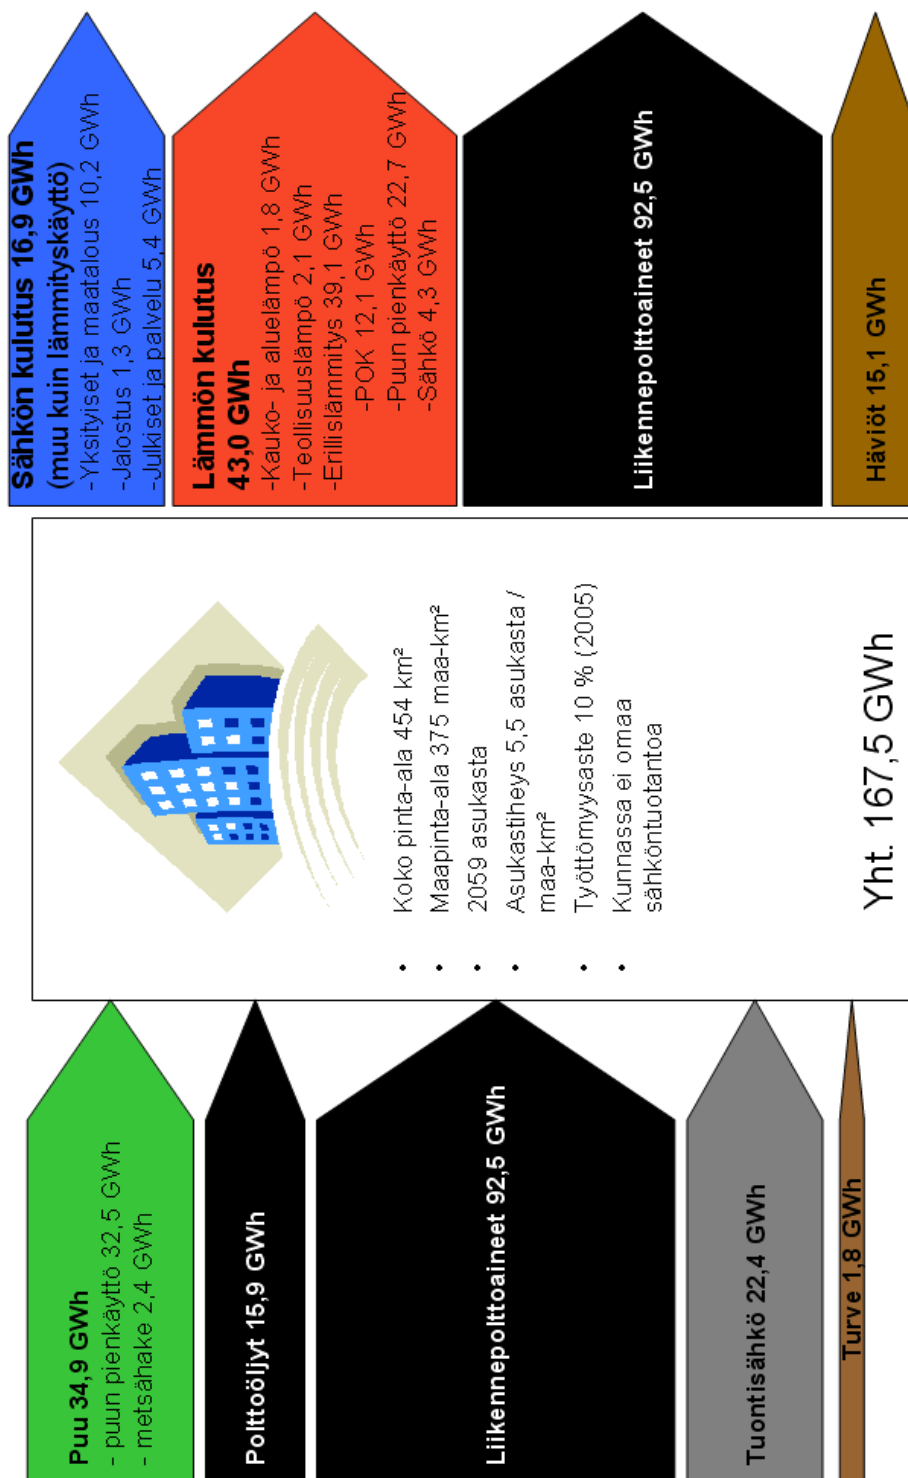 Puu 34,9 GWh
- puun pienkäyttö 32,5 GWh
- metsähake 2,4 GWh
Polttoöljyt 15,9 GWh
Liikennepolttoaineet 92,5 GWh
Tuontisähkö 22,4 GWh
Turve 1,8 GWh
• Koko pinta-ala 454 km²
• Maapinta-ala 375 maa-km²
• 2059 asukasta
• Asukastiheys 5,5 asukasta /
maa-km²
• Työttömyysaste 10 % (2005)
• Kunnassa ei omaa
sähköntuotantoa
Yht. 167,5 GWh
Sähkön kulutus 16,9 GWh
(muu kuin lämmityskäyttö)
-Yksityiset ja maatalous 10,2 GWh
-Jalostus 1,3 GWh
-Julkiset ja palvelu 5,4 GWh
Lämmön kulutus
43,0 GWh
-Kauko- ja aluelämpö 1,8 GWh
-Teollisuuslämpö 2,1 GWh
-Erillislämmitys 39,1 GWh
-POK 12,1 GWh
-Puun pienkäyttö 22,7 GWh
-Sähkö 4,3 GWh
Liikennepolttoaineet 92,5 GWh
Häviöt 15,1 GWh